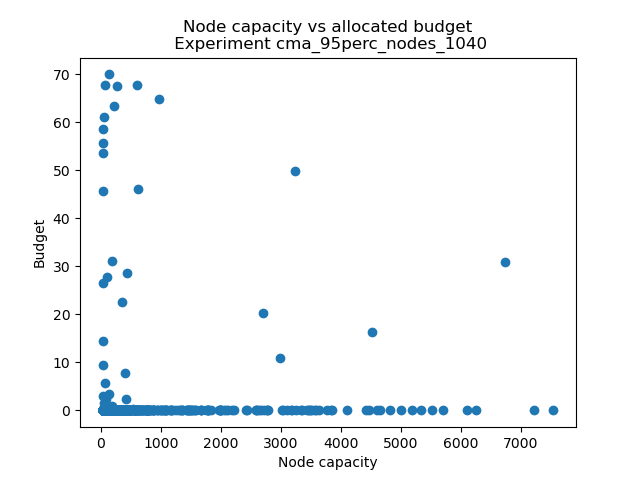 Node capacity vs allocated budget
Experiment cma_95perc_nodes_1040
70
60
50
40
30
20
10
0
Budget
0 1000 2000 3000 4000 5000 6000 7000
Node capacity